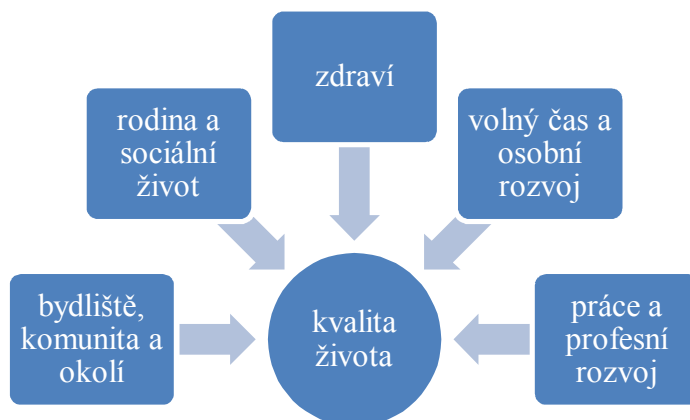 zdraví
rodina a
sociální
život
volný čas a
osobní
rozvoj
bydliště,
komunita a
okolí
kvalita
života
práce a
profesní
rozvoj